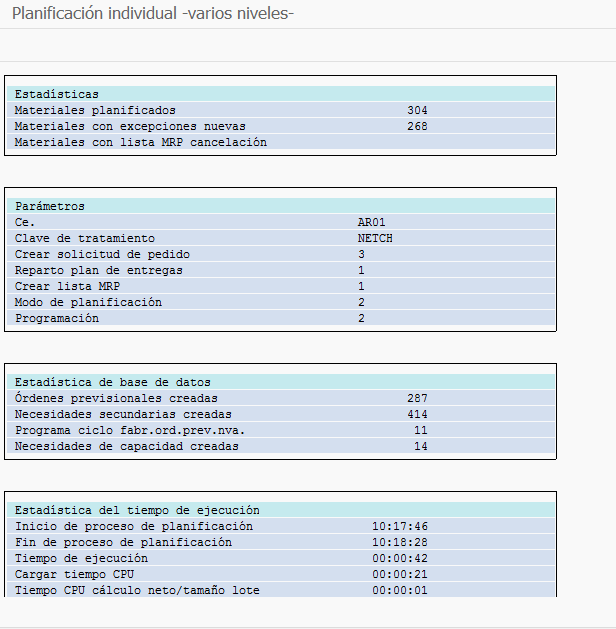 Planificación individual -varios niveles-
Estadísticas
Materiales planificados 304
Materiales con excepciones nuevas 268
Materiales con lista MRP cancelación
Parámetros
Ce. AR01
Clave de tratamiento NETCH
Crear solicitud de pedido 3
Reparto plan de entregas 1
Crear lista MRP 1
Modo de planificación 2
Programación 2
Estadística de base de datos
Órdenes previsionales creadas 287
Necesidades secundarias creadas 414
Programa ciclo fabr.ord.prev.nva. 11
Necesidades de capacidad creadas 14
Estadística del tiempo de ejecución
Inicio de proceso de planificación 10:17:46
Fin de proceso de planificación 10:18:28
Tiempo de ejecución 00:00:42
Cargar tiempo CPU 00:00:21
Tiempo CPU cálculo neto/tamaño lote 00:00:01